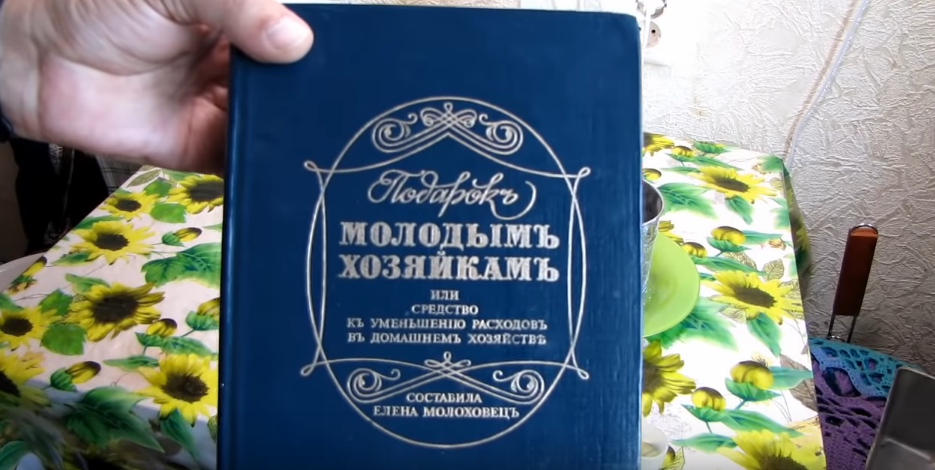 Подарокъ
МОЛОДЫМЪ
ХОЗЯЙКАМЪ
ИЛИ
СРЕДСТВО
КЪ УМЕНЬШЕНІЮ РАСХОДОВЪ
ВЪ ДОМАШНЕМЪ ХОЗЯЙСТВѢ
СОСТАВИЛА
ЕЛЕНА МОЛОХОВЕЦЪ